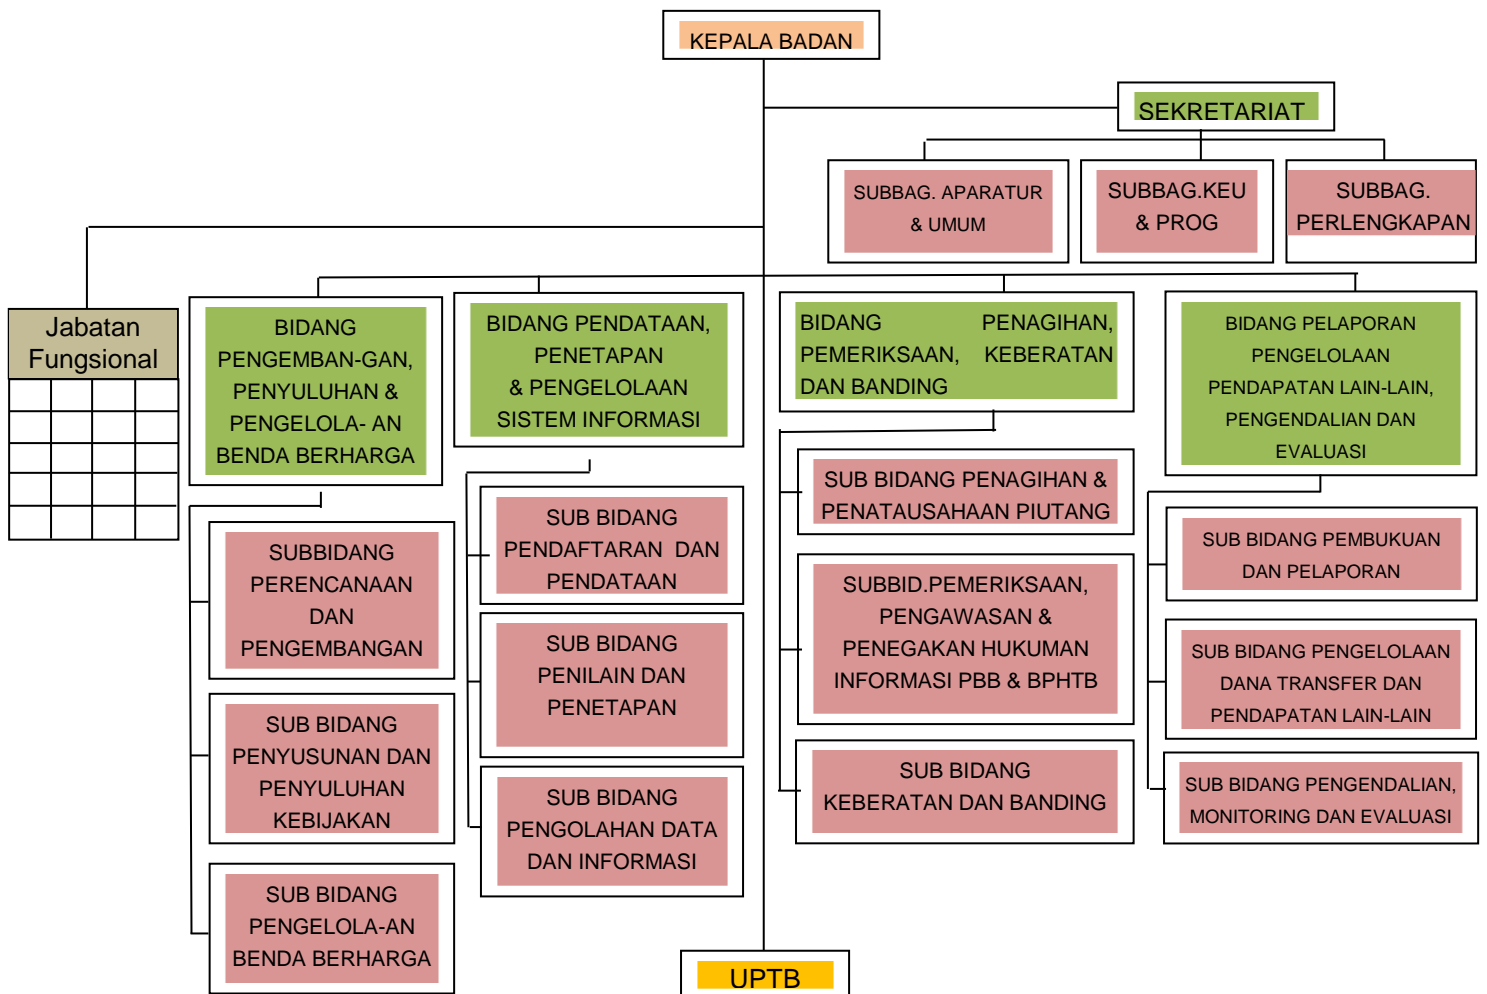 KEPALA BADAN
SEKRETARIAT
SUBBAG. APARATUR
& UMUM
SUBBAG.KEU
& PROG
SUBBAG.
PERLENGKAPAN
Jabatan
Fungsional
BIDANG
PENGEMBAN-GAN,
PENYULUHAN &
PENGELOLA- AN
BENDA BERHARGA
BIDANG PENDATAAN,
PENETAPAN
& PENGELOLAAN
SISTEM INFORMASI
BIDANG PENAGIHAN,
PEMERIKSAAN, KEBERATAN
DAN BANDING
BIDANG PELAPORAN
PENGELOLAAN
PENDAPATAN LAIN-LAIN,
PENGENDALIAN DAN
EVALUASI
SUBBIDANG
PERENCANAAN
DAN
PENGEMBANGAN
SUB BIDANG
PENYUSUNAN DAN
PENYULUHAN
KEBIJAKAN
SUB BIDANG
PENGELOLA-AN
BENDA BERHARGA
SUB BIDANG
PENDAFTARAN DAN
PENDATAAN
SUB BIDANG
PENILAIN DAN
PENETAPAN
SUB BIDANG
PENGOLAHAN DATA
DAN INFORMASI
SUB BIDANG PENAGIHAN &
PENATAUSAHAAN PIUTANG
SUBBID.PEMERIKSAAN,
PENGAWASAN &
PENEGAKAN HUKUMAN
INFORMASI PBB & BPHTB
SUB BIDANG
KEBERATAN DAN BANDING
SUB BIDANG PEMBUKUAN
DAN PELAPORAN
SUB BIDANG PENGELOLAAN
DANA TRANSFER DAN
PENDAPATAN LAIN-LAIN
SUB BIDANG PENGENDALIAN,
MONITORING DAN EVALUASI
UPTB